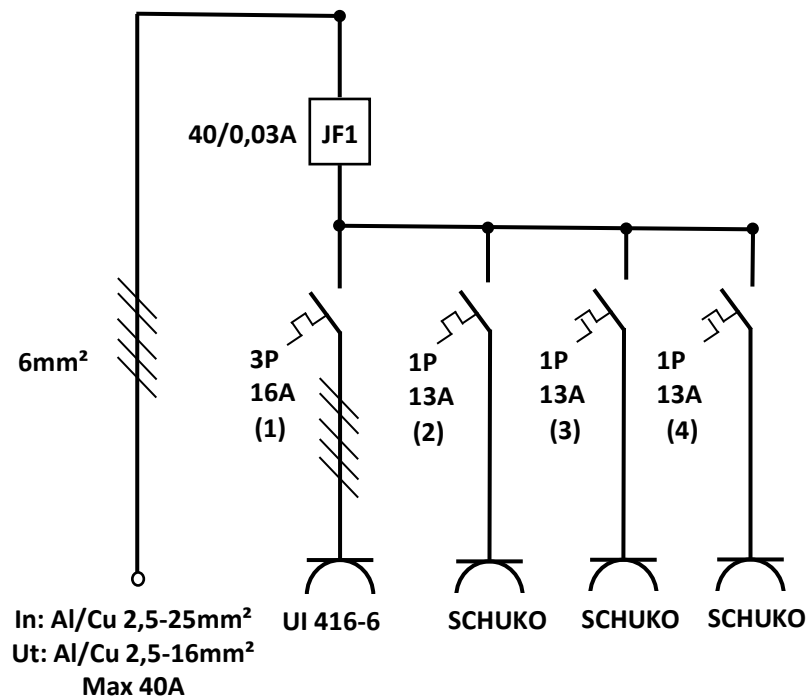 40/0,03A
JF1
6mm²
3P
16A
(1)
1P
13A
(2)
1P
13A
(3)
1P
13A
(4)
In: Al/Cu 2,5-25mm²
Ut: Al/Cu 2,5-16mm²
Max 40A
UI 416-6
SCHUKO
SCHUKO
SCHUKO